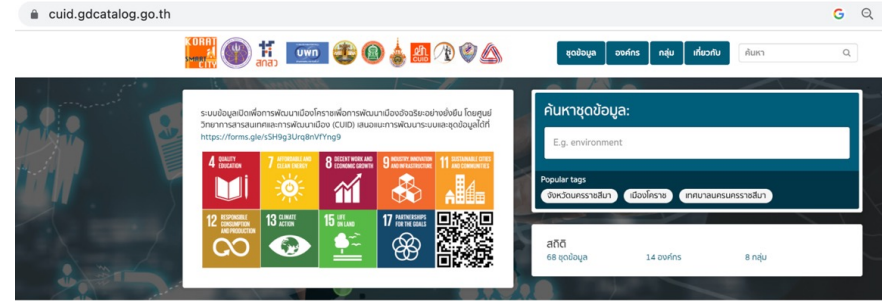 cuid.gdcatalog.go.th
KORAT
SMART
CITY
สกสว
บพท
CUID
ชุดข้อมูล
องค์กร
กลุ่ม
เกี่ยวกับ
ค้นหา
ระบบข้อมูลเปิดเพื่อการพัฒนาเมืองโคราชเพื่อการพัฒนาเมืองอัจฉริยะอย่างยั่งยืน โดยศูนย์
วิทยาการสารสนเทศและการพัฒนาเมือง (CUID) เสนอแนะการพัฒนาระบบและชุดข้อมูลได้ที่
https://forms.gle/sSH9g3Urq8nVfYng9
4 QUALITY
EDUCATION
7 AFFORDABLE AND
CLEAN ENERGY
8 DECENT WORK AND
ECONOMIC GROWTH
9 INDUSTRY, INNOVATION
AND INFRASTRUCTURE
11 SUSTAINABLE CITIES
AND COMMUNITIES
12 RESPONSIBLE
CONSUMPTION
AND PRODUCTION
13 CLIMATE
ACTION
15 LIFE
ON LAND
17 PARTNERSHIPS
FOR THE GOALS
ค้นหาชุดข้อมูล:
E.g. environment
Popular tags
จังหวัดนครราชสีมา
เมืองโคราช
เทศบาลนครนครราชสีมา
สถิติ
68 ชุดข้อมูล
14 องค์กร
8 กลุ่ม